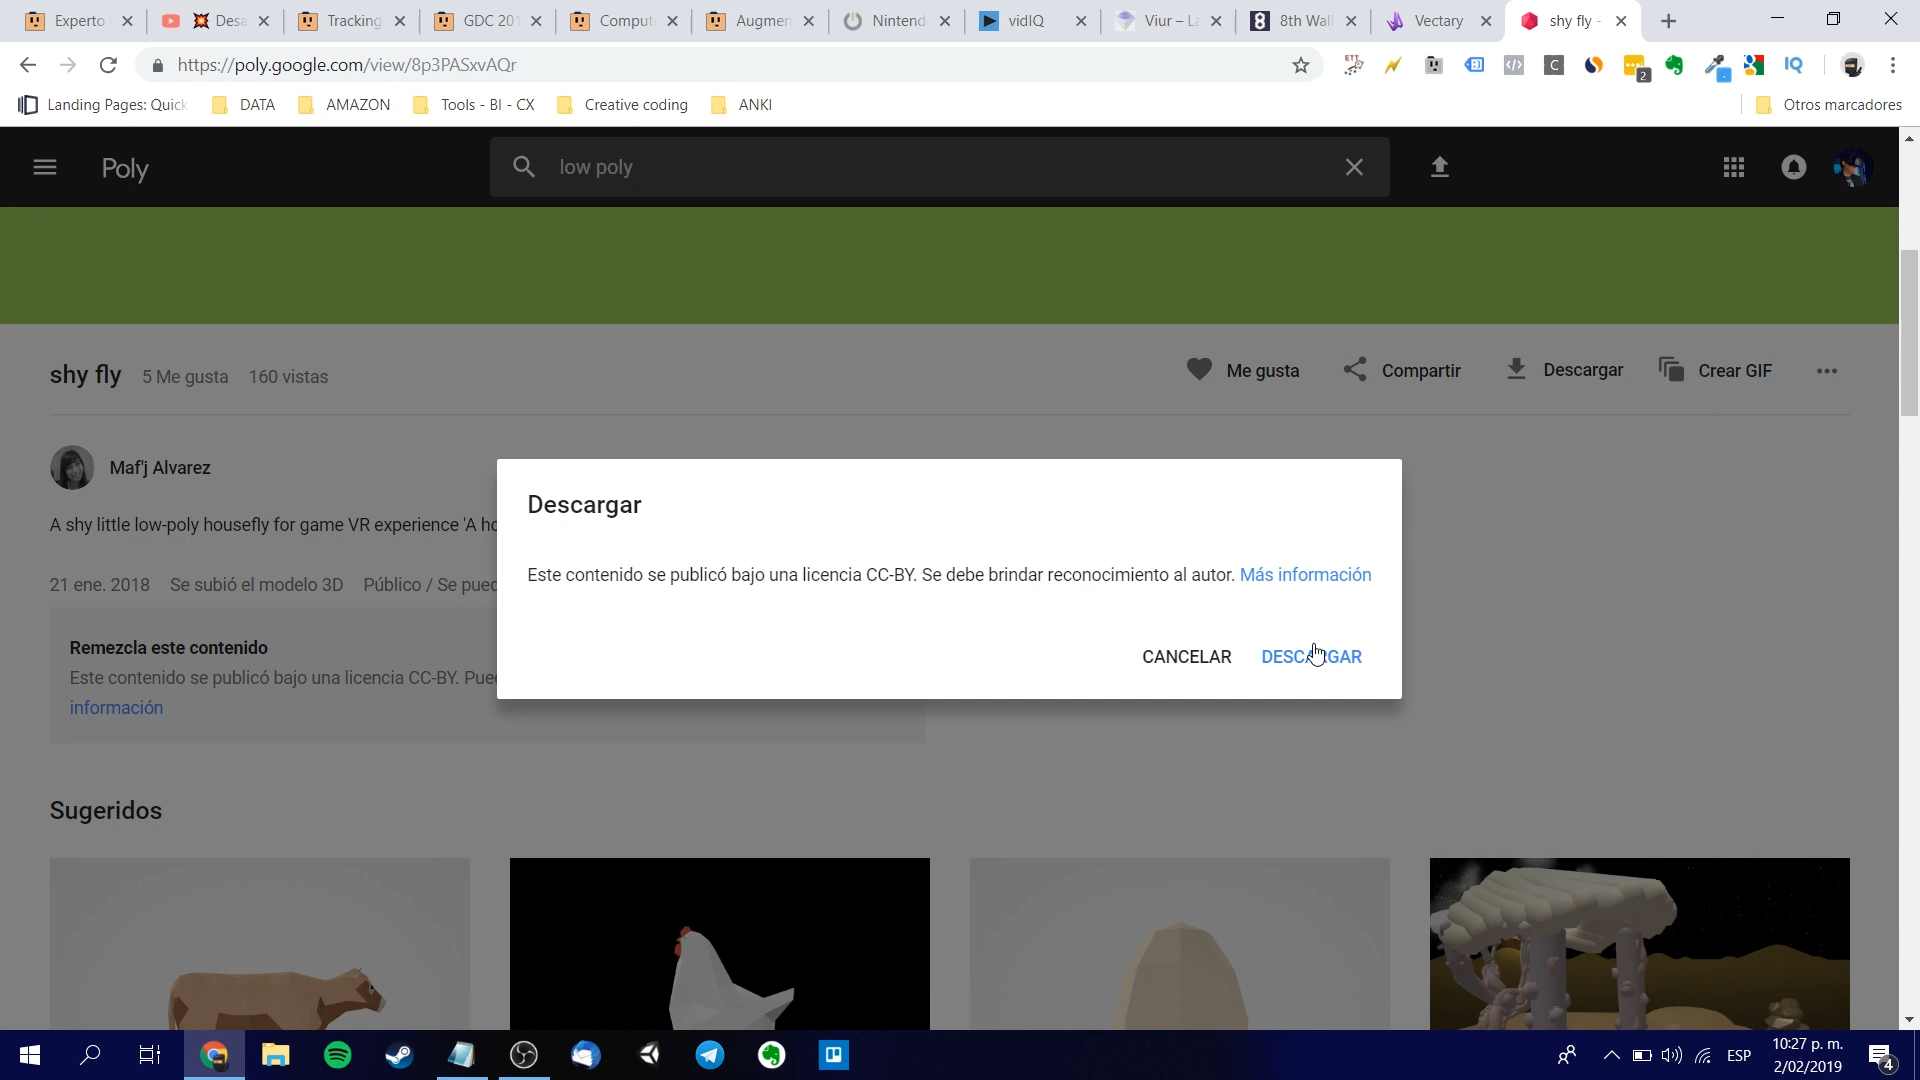 Experto
Desa
Tracking
GDC 201
Comput
Augmen
Nintend
vidIQ
Viur – La
8th Wall
Vectary
shy fly -
https://poly.google.com/view/8p3PASxvAQr
Landing Pages: Quick
DATA
AMAZON
Tools - BI - CX
Creative coding
ANKI
Otros marcadores
Poly
low poly
shy fly
5 Me gusta
160 vistas
Me gusta
Compartir
Descargar
Crear GIF
Maf'j Alvarez
A shy little low-poly housefly for game VR experience 'A ho
21 ene. 2018
Se subió el modelo 3D
Público / Se pued
Remezcla este contenido
Este contenido se publicó bajo una licencia CC-BY. Pue
información
Descargar
Este contenido se publicó bajo una licencia CC-BY. Se debe brindar reconocimiento al autor. Más información
CANCELAR
DESCARGAR
Sugeridos
ESP
10:27 p. m.
2/02/2019
4